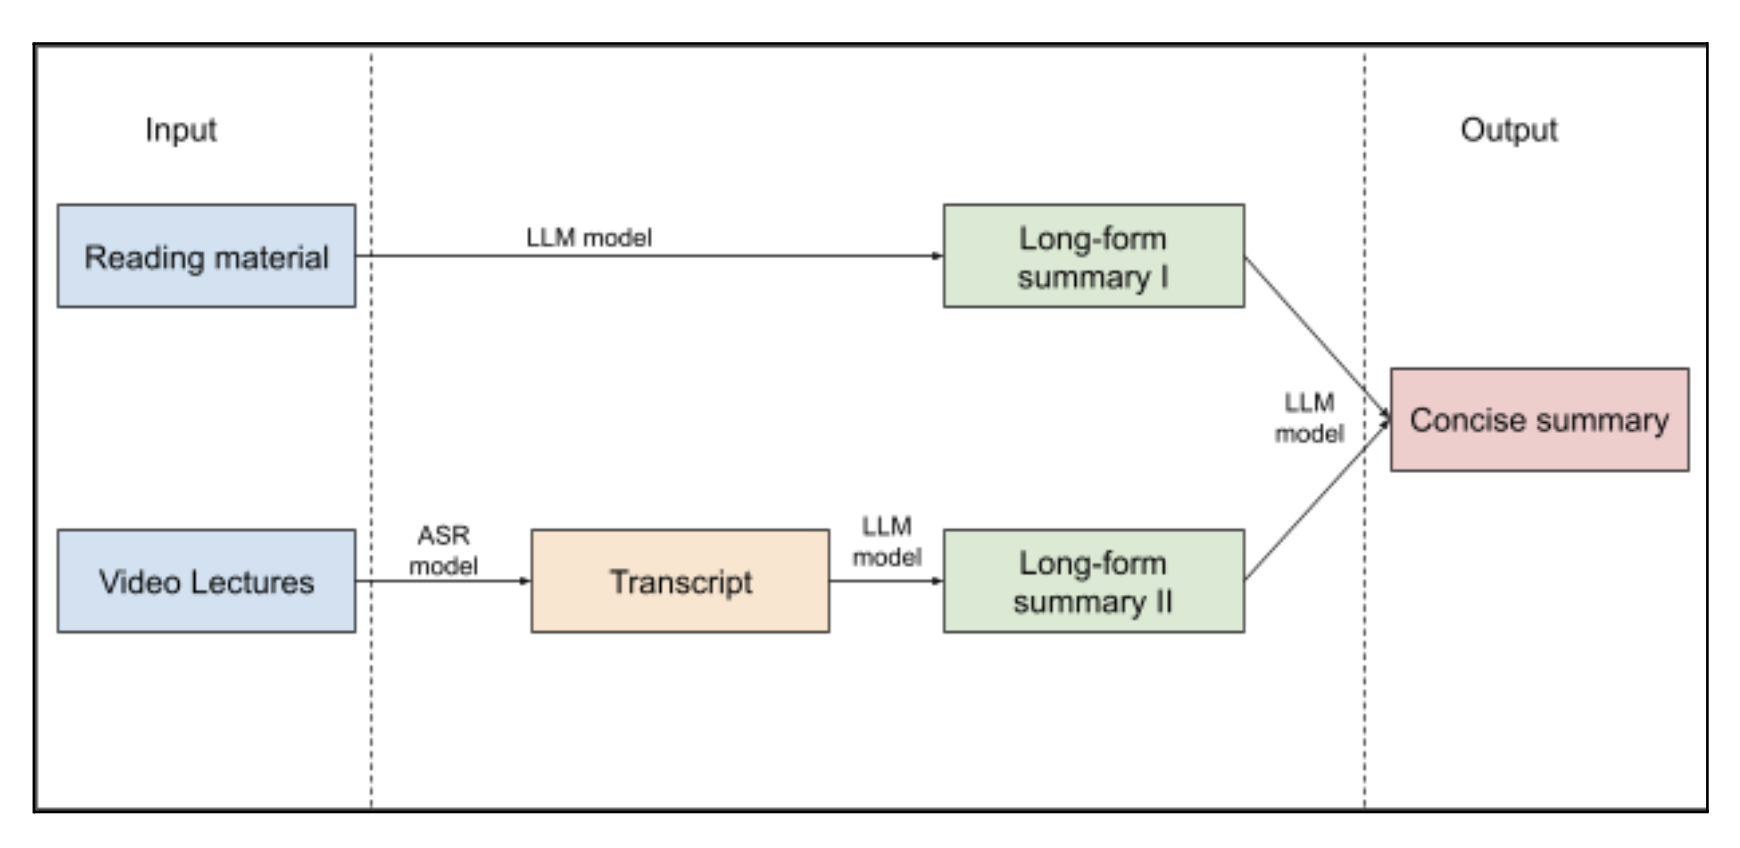 Input
Output
Reading material
LLM model
Long-form
summary I
LLM
model
Concise summary
Video Lectures
ASR
model
Transcript
LLM
model
Long-form
summary II